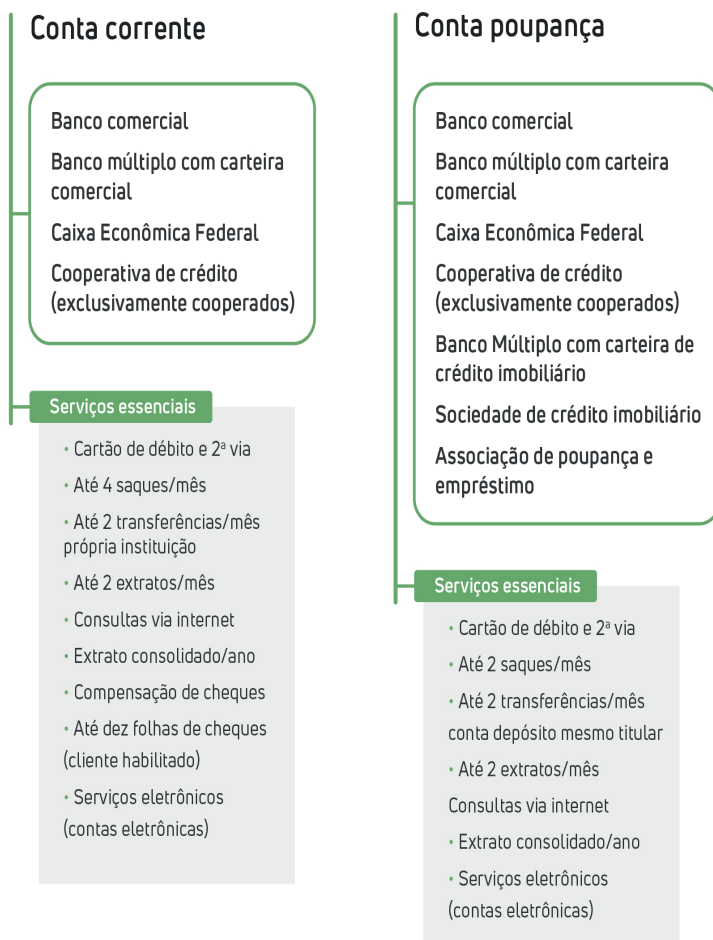 Conta corrente
Banco comercial
Banco múltiplo com carteira
comercial
Caixa Econômica Federal
Cooperativa de crédito
(exclusivamente cooperados)
Serviços essenciais
• Cartão de débito e 2ª via
• Até 4 saques/mês
• Até 2 transferências/mês
própria instituição
• Até 2 extratos/mês
• Consultas via internet
• Extrato consolidado/ano
• Compensação de cheques
• Até dez folhas de cheques
(cliente habilitado)
• Serviços eletrônicos
(contas eletrônicas)
Conta poupança
Banco comercial
Banco múltiplo com carteira
comercial
Caixa Econômica Federal
Cooperativa de crédito
(exclusivamente cooperados)
Banco Múltiplo com carteira de
crédito imobiliário
Sociedade de crédito imobiliário
Associação de poupança e
empréstimo
Serviços essenciais
• Cartão de débito e 2ª via
• Até 2 saques/mês
• Até 2 transferências/mês
conta depósito mesmo titular
• Até 2 extratos/mês
Consultas via internet
• Extrato consolidado/ano
• Serviços eletrônicos
(contas eletrônicas)